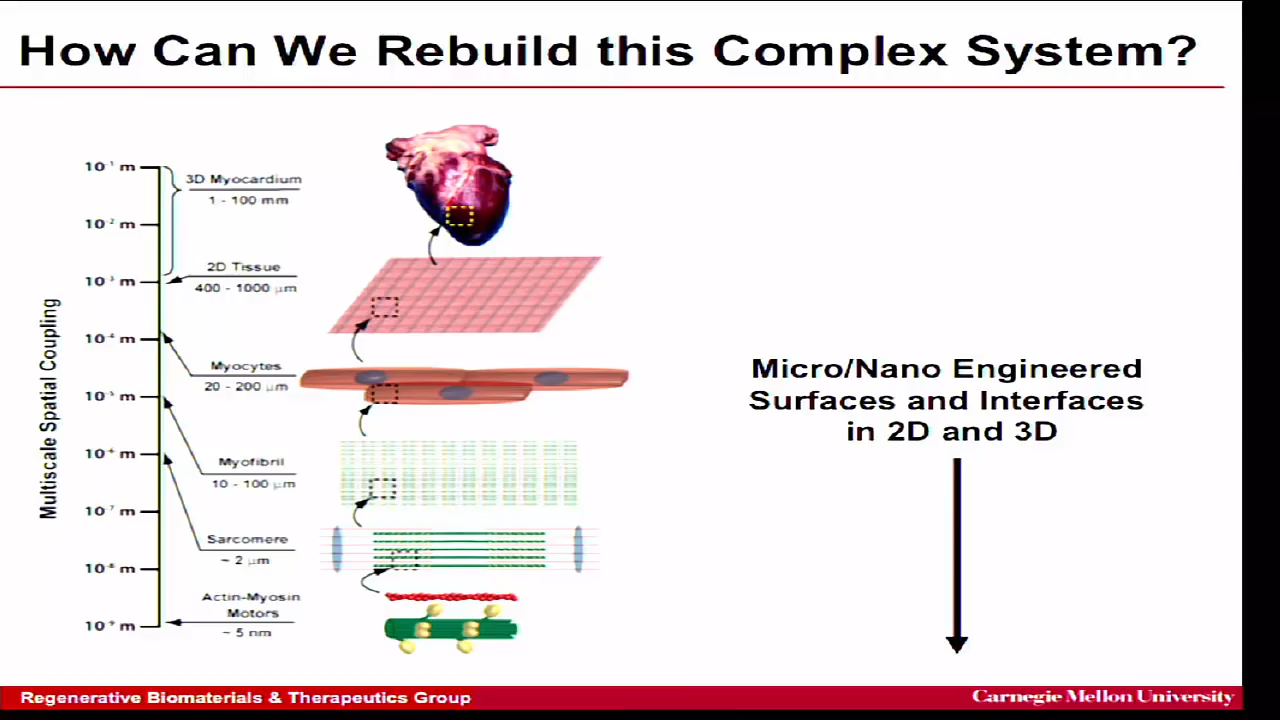 How Can We Rebuild this Complex System?
Multiscale Spatial Coupling
10⁻¹ m
10⁻² m
10⁻³ m
10⁻⁴ m
10⁻⁵ m
10⁻⁶ m
10⁻⁷ m
10⁻⁸ m
10⁻⁹ m
3D Myocardium
1 - 100 mm
2D Tissue
400 - 1000 μm
Myocytes
20 - 200 μm
Myofibril
10 - 100 μm
Sarcomere
~ 2 μm
Actin-Myosin
Motors
~ 5 nm
Micro/Nano Engineered
Surfaces and Interfaces
in 2D and 3D
Regenerative Biomaterials & Therapeutics Group
Carnegie Mellon University